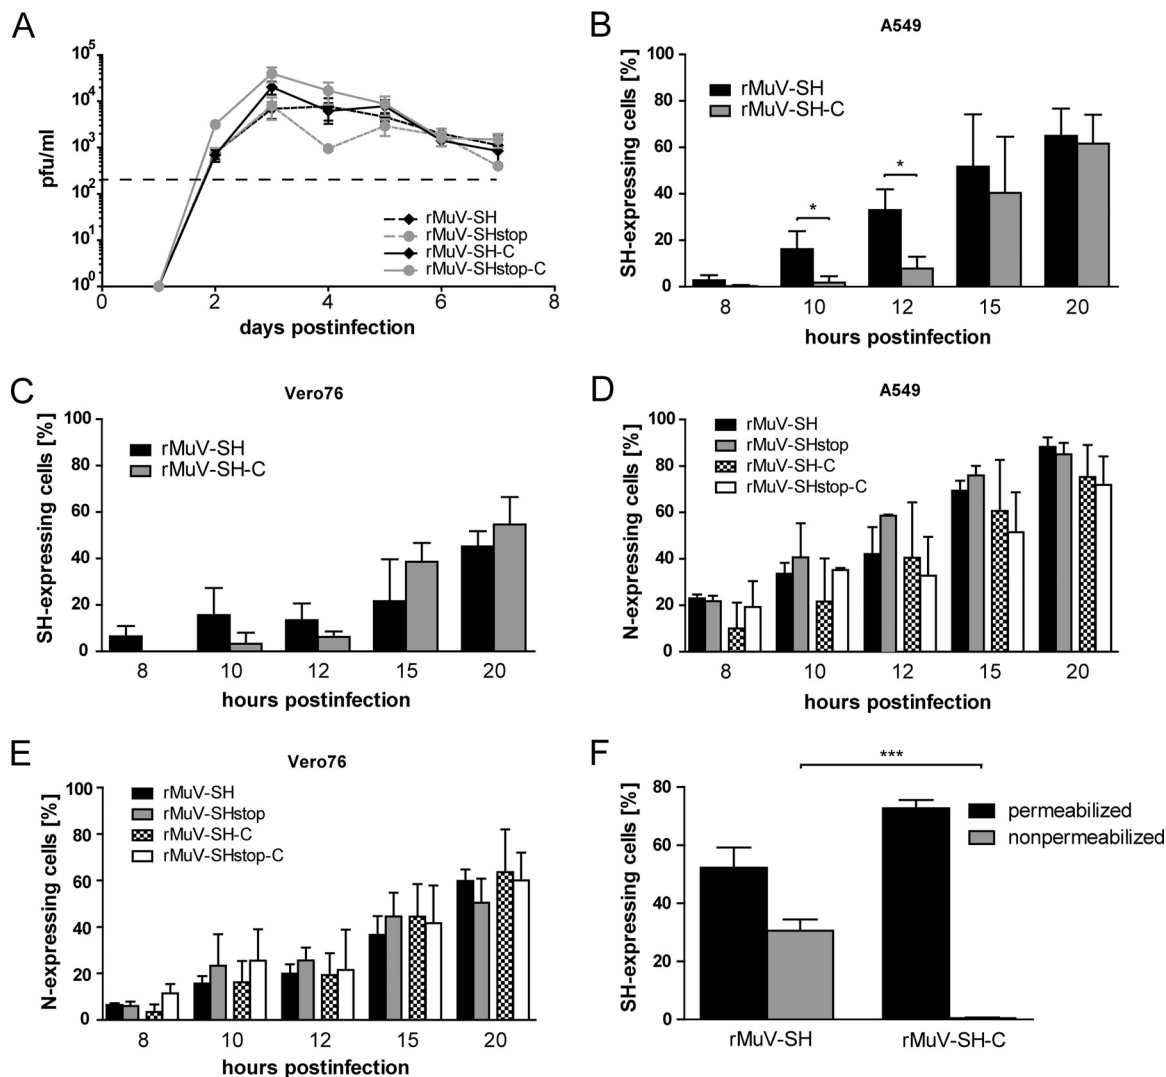 A
pfu/ml
10^5
10^4
10^3
10^2
10^1
10^0
0 2 4 6 8
days postinfection
rMuV-SH
rMuV-SHstop
rMuV-SH-C
rMuV-SHstop-C
B
A549
SH-expressing cells [%]
100
80
60
40
20
0
rMuV-SH
rMuV-SH-C
*
*
8 10 12 15 20
hours postinfection
C
Vero76
SH-expressing cells [%]
100
80
60
40
20
0
rMuV-SH
rMuV-SH-C
8 10 12 15 20
hours postinfection
D
A549
N-expressing cells [%]
100
80
60
40
20
0
rMuV-SH
rMuV-SHstop
rMuV-SH-C
rMuV-SHstop-C
8 10 12 15 20
hours postinfection
E
Vero76
N-expressing cells [%]
100
80
60
40
20
0
rMuV-SH
rMuV-SHstop
rMuV-SH-C
rMuV-SHstop-C
8 10 12 15 20
hours postinfection
F
SH-expressing cells [%]
80
60
40
20
0
***
permeabilized
nonpermeabilized
rMuV-SH rMuV-SH-C